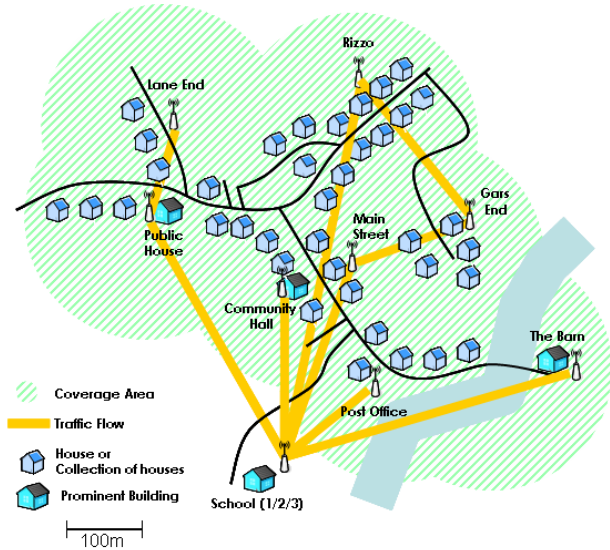 Rizzo
Lane End
Gars
End
Main
Street
Public
House
Community
Hall
The Barn
Post Office
School (1/2/3)
Coverage Area
Traffic Flow
House or
Collection of houses
Prominent Building
100m